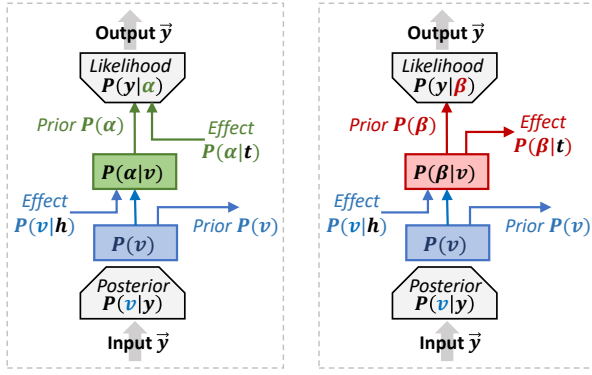 Output y⃗
Likelihood
P(y|α)
Prior P(α)
Effect
P(α|t)
P(α|v)
Effect
P(v|h)
Prior P(v)
P(v)
Posterior
P(v|y)
Input y⃗
Output y⃗
Likelihood
P(y|β)
Prior P(β)
Effect
P(β|t)
P(β|v)
Effect
P(v|h)
Prior P(v)
P(v)
Posterior
P(v|y)
Input y⃗